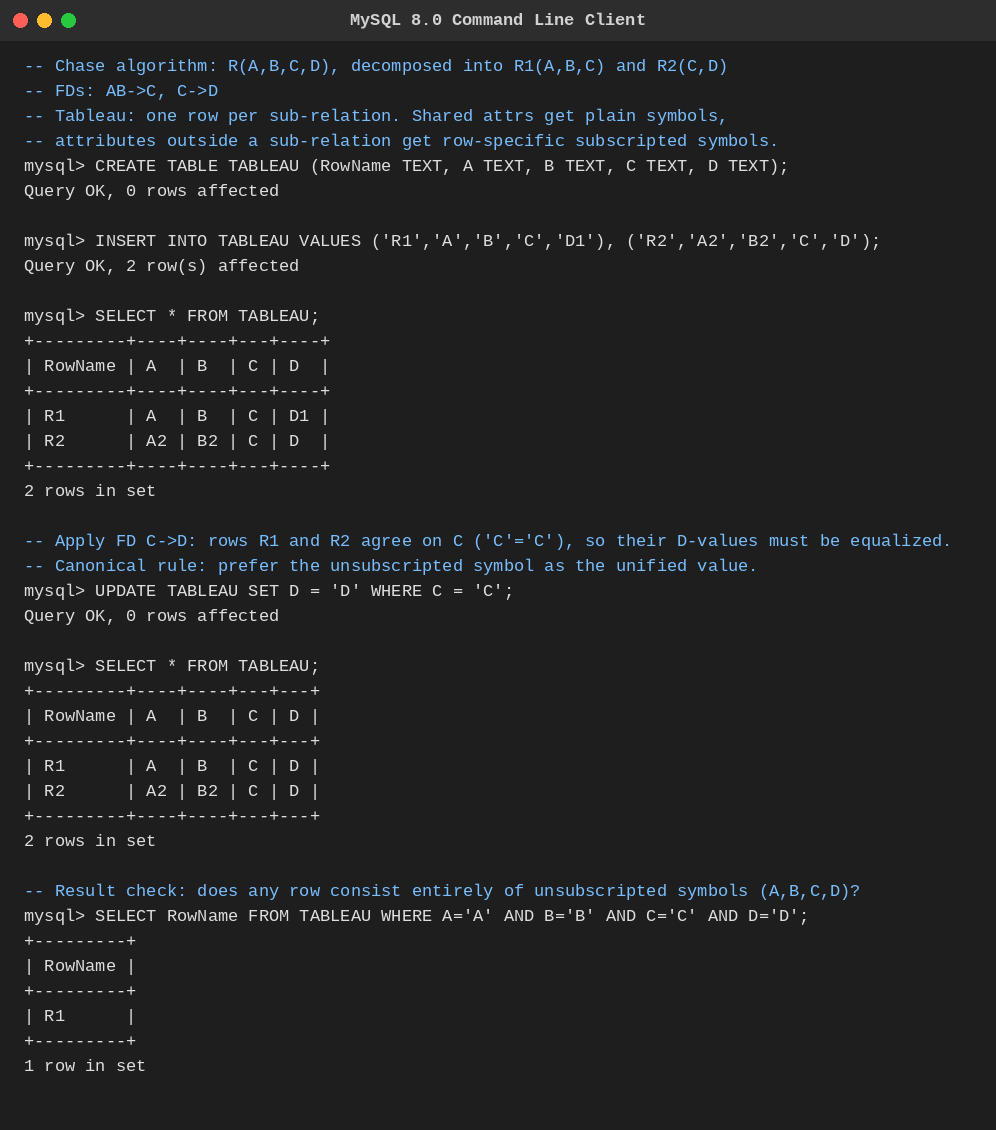 MySQL 8.0 Command Line Client
-- Chase algorithm: R(A,B,C,D), decomposed into R1(A,B,C) and R2(C,D)
-- FDs: AB->C, C->D
-- Tableau: one row per sub-relation. Shared attrs get plain symbols,
-- attributes outside a sub-relation get row-specific subscripted symbols.
mysql> CREATE TABLE TABLEAU (RowName TEXT, A TEXT, B TEXT, C TEXT, D TEXT);
Query OK, 0 rows affected

mysql> INSERT INTO TABLEAU VALUES ('R1','A','B','C','D1'), ('R2','A2','B2','C','D');
Query OK, 2 row(s) affected

mysql> SELECT * FROM TABLEAU;
+---------+----+----+---+----+
| RowName | A  | B  | C | D  |
+---------+----+----+---+----+
| R1      | A  | B  | C | D1 |
| R2      | A2 | B2 | C | D  |
+---------+----+----+---+----+
2 rows in set

-- Apply FD C->D: rows R1 and R2 agree on C ('C'='C'), so their D-values must be equalized.
-- Canonical rule: prefer the unsubscripted symbol as the unified value.
mysql> UPDATE TABLEAU SET D = 'D' WHERE C = 'C';
Query OK, 0 rows affected

mysql> SELECT * FROM TABLEAU;
+---------+----+----+---+---+
| RowName | A  | B  | C | D |
+---------+----+----+---+---+
| R1      | A  | B  | C | D |
| R2      | A2 | B2 | C | D |
+---------+----+----+---+---+
2 rows in set

-- Result check: does any row consist entirely of unsubscripted symbols (A,B,C,D)?
mysql> SELECT RowName FROM TABLEAU WHERE A='A' AND B='B' AND C='C' AND D='D';
+---------+
| RowName |
+---------+
| R1      |
+---------+
1 row in set